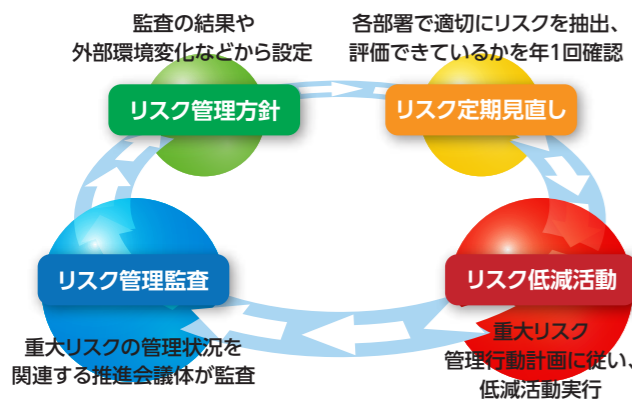 監査の結果や
外部環境変化などから設定
リスク管理方針
各部署で適切にリスクを抽出、
評価できているかを年1回確認
リスク定期見直し
リスク低減活動
重大リスク
管理行動計画に従い、
低減活動実行
リスク管理監査
重大リスクの管理状況を
関連する推進会議体が監査